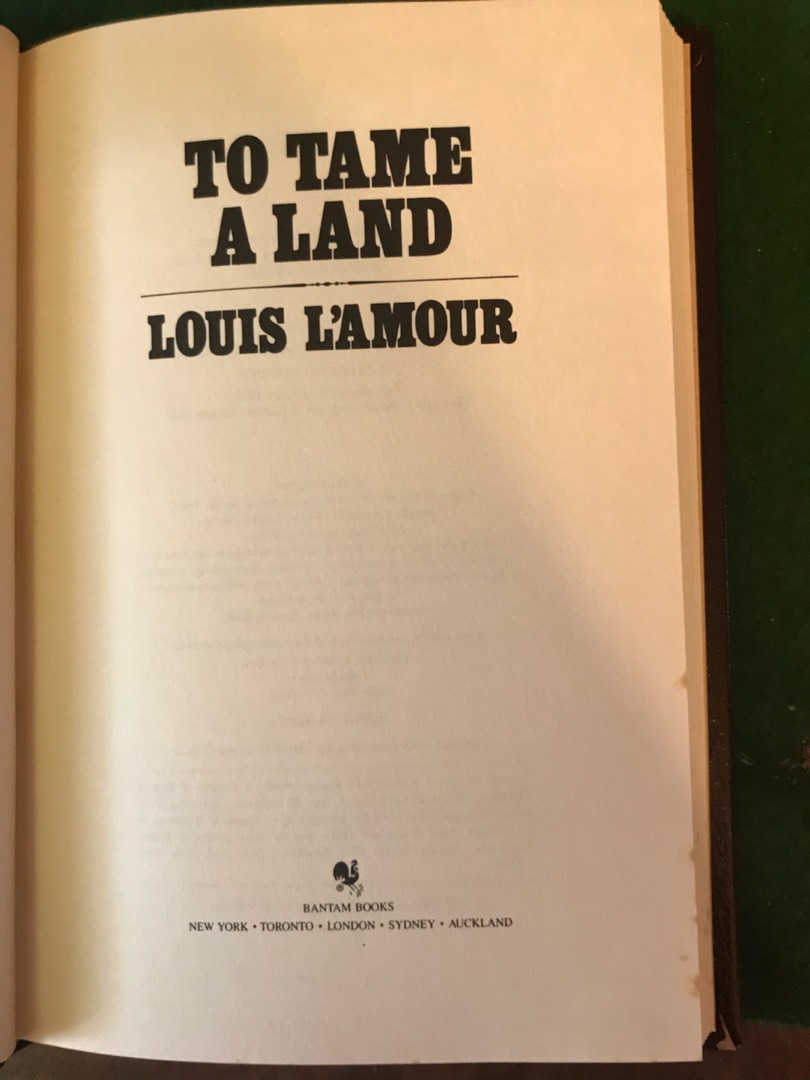 TO TAME
A LAND
LOUIS L'AMOUR
BANTAM BOOKS
NEW YORK • TORONTO • LONDON • SYDNEY • AUCKLAND